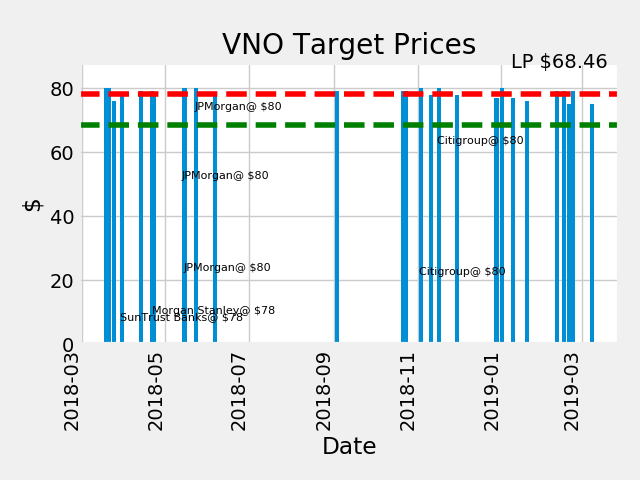 VNO Target Prices
LP $68.46
80
JPMorgan@ $80
60
Citigroup@ $80
JPMorgan@ $80
$
40
JPMorgan@ $80
Citigroup@ $80
20
Morgan Stanley@ $78
SunTrust Banks@ $78
0
2018-03
2018-05
2018-07
2018-09
2018-11
2019-01
2019-03
Date